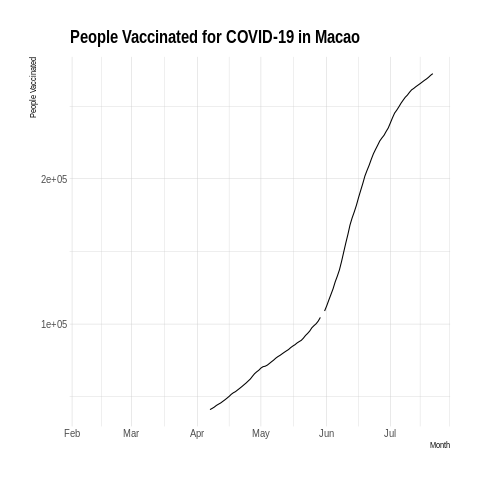 People Vaccinated for COVID-19 in Macao
People Vaccinated
2e+05
1e+05
Feb Mar Apr May Jun Jul
Month